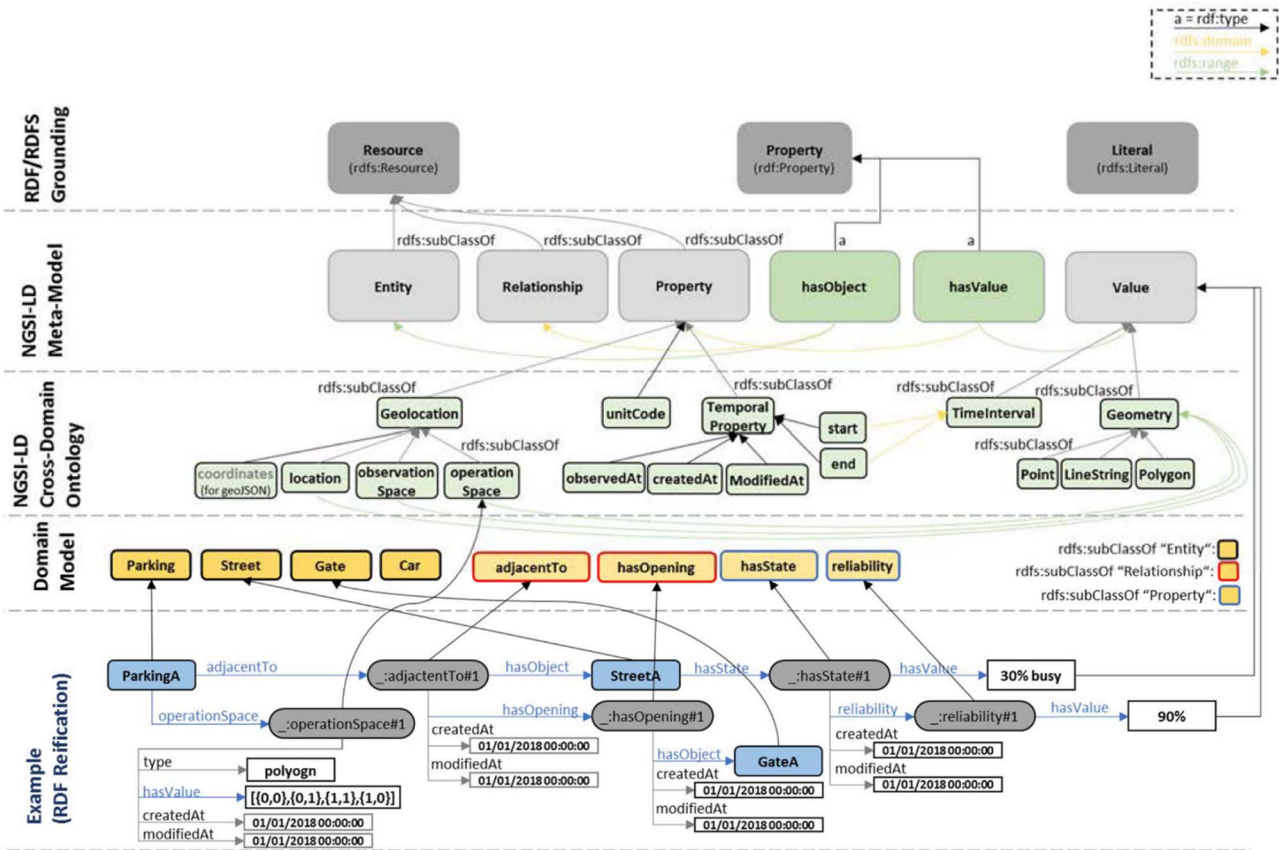 a = rdf:type
rdfs:domain
rdfs:range
RDF/RDFS
Grounding
Resource
(rdfs:Resource)
Property
(rdf:Property)
Literal
(rdfs:Literal)
rdfs:subClassOf
rdfs:subClassOf
rdfs:subClassOf
a
a
NGSI-LD
Meta-Model
Entity
Relationship
Property
hasObject
hasValue
Value
NGSI-LD
Cross-Domain
Ontology
rdfs:subClassOf
rdfs:subClassOf
rdfs:subClassOf
rdfs:subClassOf
Geolocation
unitCode
Temporal
Property
start
end
TimeInterval
Geometry
rdfs:subClassOf
rdfs:subClassOf
coordinates
(for geoJSON)
location
observation
Space
operation
Space
observedAt
createdAt
ModifiedAt
Point
LineString
Polygon
Domain
Model
Parking
Street
Gate
Car
adjacentTo
hasOpening
hasState
reliability
rdfs:subClassOf “Entity“:
rdfs:subClassOf “Relationship“:
rdfs:subClassOf “Property“:
Example
(RDF Reification)
ParkingA
adjacentTo
_:adjactentTo#1
hasObject
StreetA
hasState
_:hasState#1
hasValue
30% busy
operationSpace
_:operationSpace#1
hasOpening
_:hasOpening#1
reliability
_:reliability#1
hasValue
90%
createdAt
01/01/2018 00:00:00
modifiedAt
01/01/2018 00:00:00
hasObject
GateA
createdAt
01/01/2018 00:00:00
modifiedAt
01/01/2018 00:00:00
createdAt
01/01/2018 00:00:00
modifiedAt
01/01/2018 00:00:00
type
polyogn
hasValue
[{0,0},{0,1},{1,1},{1,0}]
createdAt
01/01/2018 00:00:00
modifiedAt
01/01/2018 00:00:00